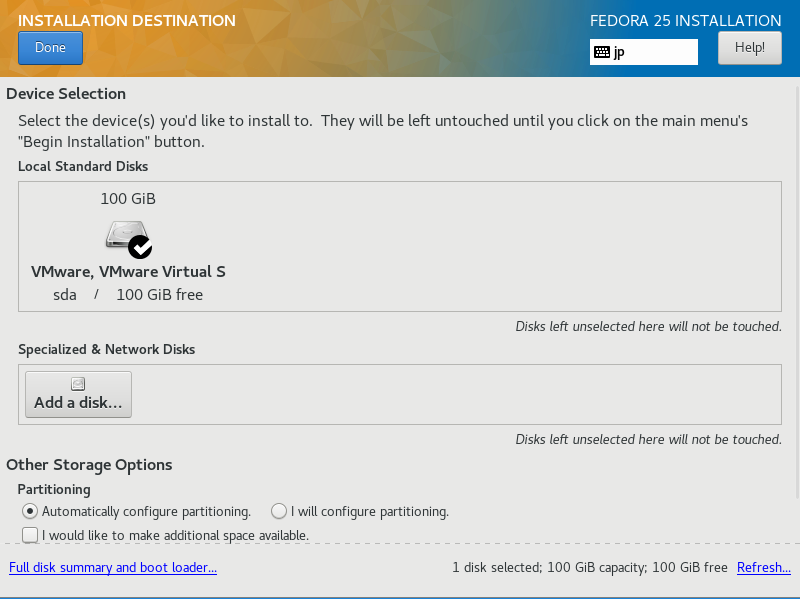 INSTALLATION DESTINATION
FEDORA 25 INSTALLATION
Done
jp
Help!
Device Selection
Select the device(s) you'd like to install to.  They will be left untouched until you click on the main menu's
"Begin Installation" button.
Local Standard Disks
100 GiB
VMware, VMware Virtual S
sda / 100 GiB free
Disks left unselected here will not be touched.
Specialized & Network Disks
Add a disk...
Disks left unselected here will not be touched.
Other Storage Options
Partitioning
Automatically configure partitioning. I will configure partitioning.
I would like to make additional space available.
Full disk summary and boot loader... 1 disk selected; 100 GiB capacity; 100 GiB free Refresh...